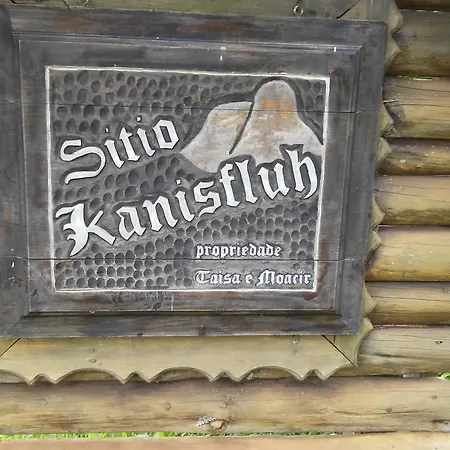 Sitio
Kanisfluh
propriedade
Taisa e Moacir